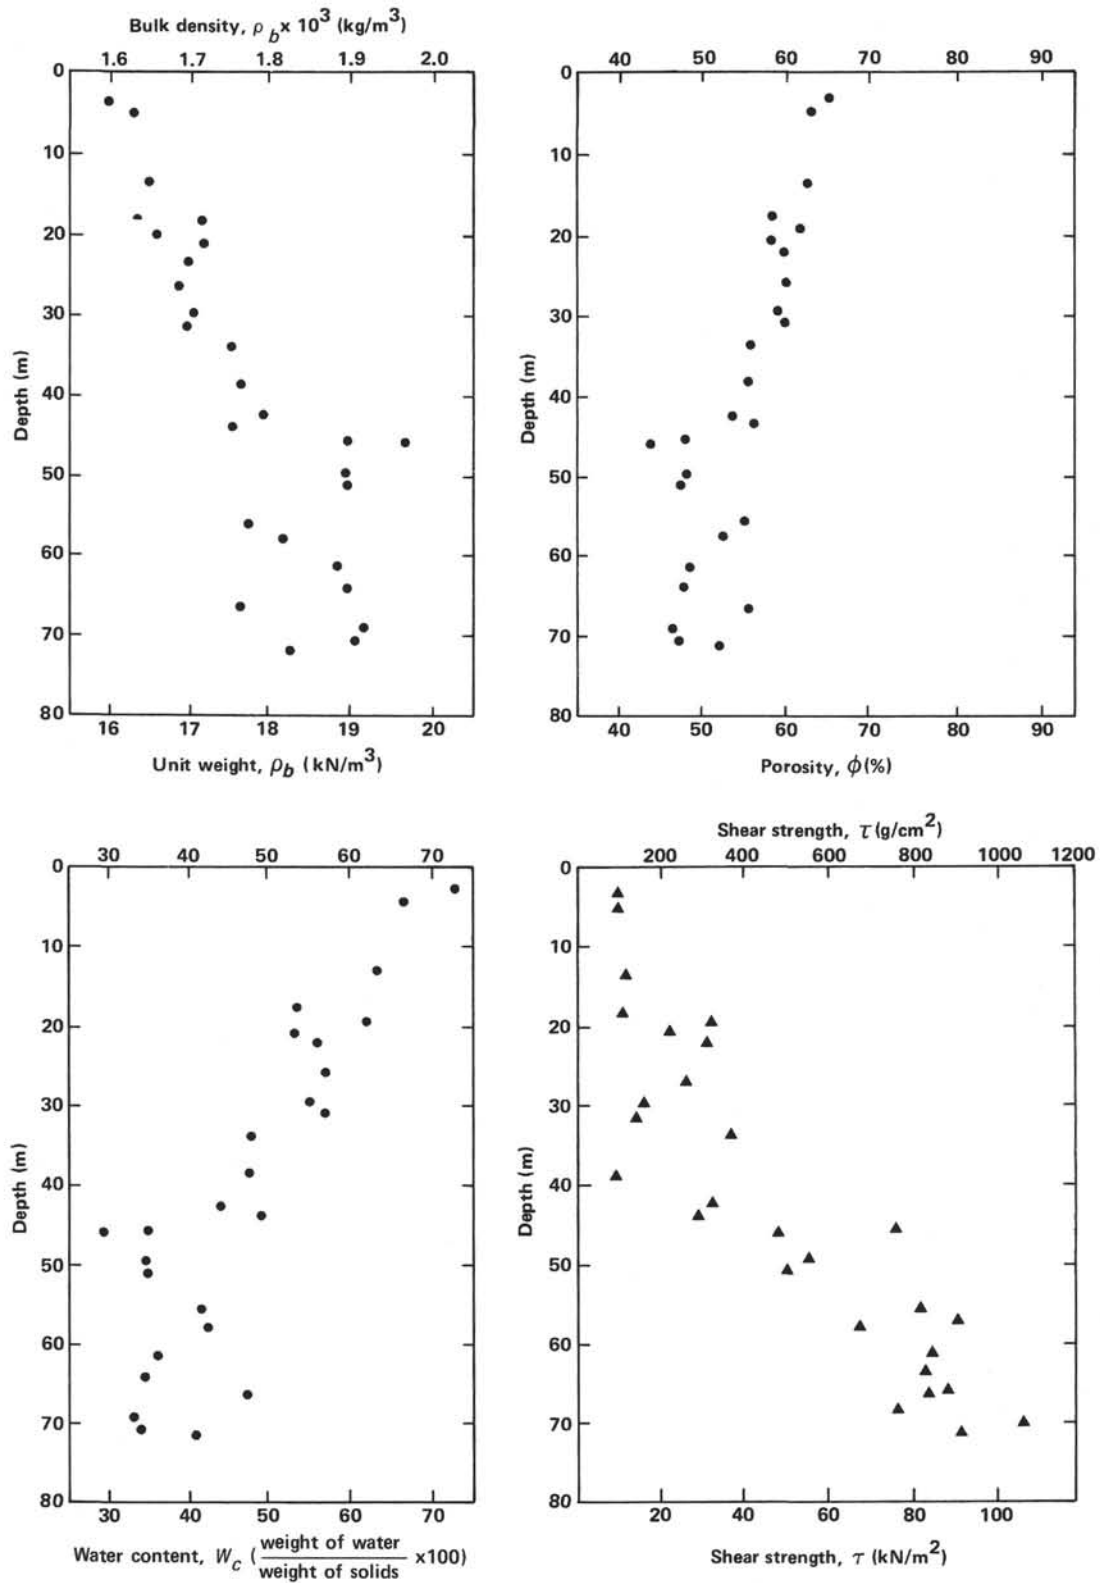 Bulk density, ρb x 10³ (kg/m³)
1.6 1.7 1.8 1.9 2.0
0
10
20
30
40
50
60
70
80
Depth (m)
16 17 18 19 20
Unit weight, ρb (kN/m³)
40 50 60 70 80 90
0
10
20
30
40
50
60
70
80
Depth (m)
40 50 60 70 80 90
Porosity, ϕ(%)
30 40 50 60 70
0
10
20
30
40
50
60
70
80
Depth (m)
30 40 50 60 70
Water content, Wc (weight of water / weight of solids x100)
Shear strength, τ (g/cm²)
200 400 600 800 1000 1200
0
10
20
30
40
50
60
70
80
Depth (m)
20 40 60 80 100
Shear strength, τ (kN/m²)